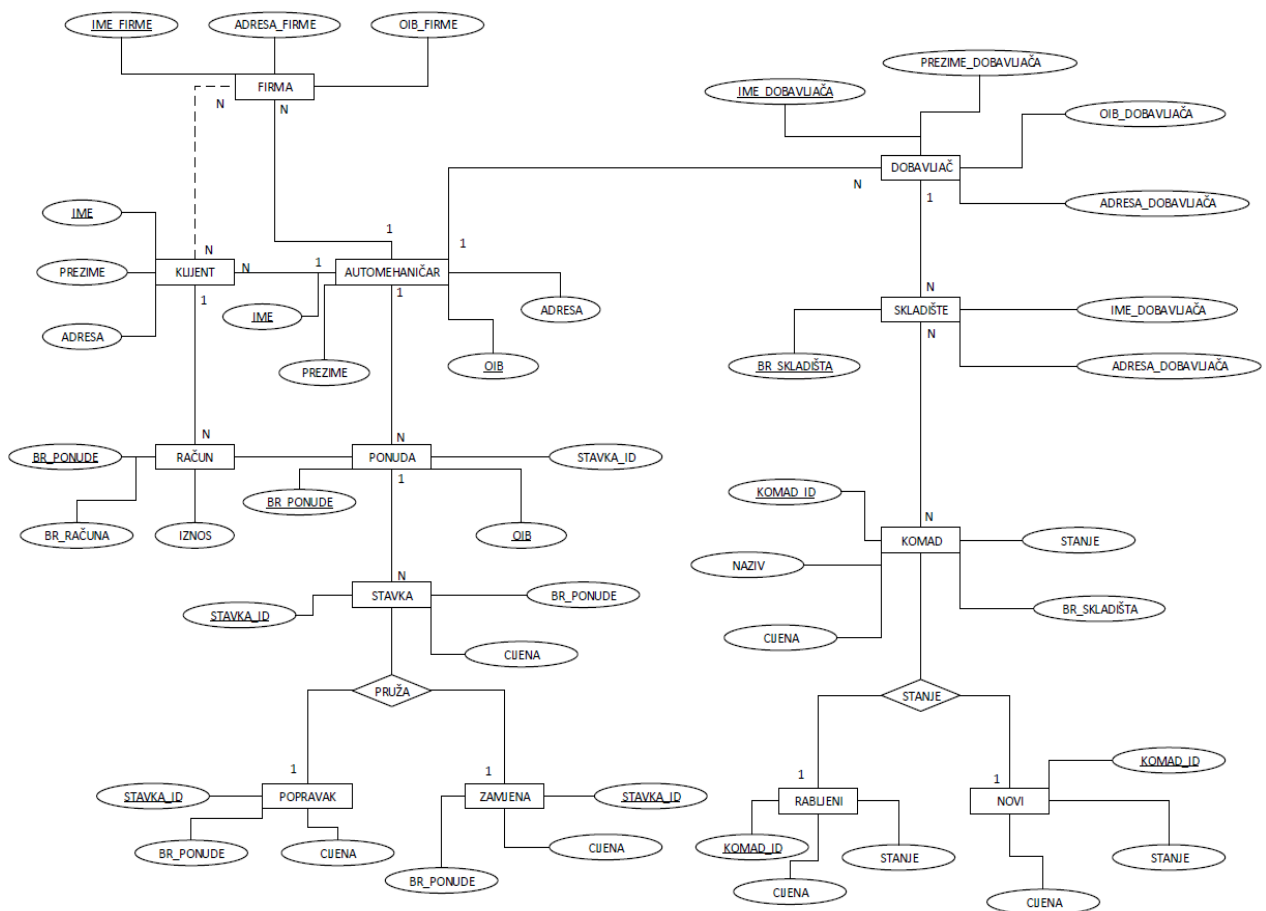 IME_FIRME
ADRESA_FIRME
OIB_FIRME
FIRMA
N
N
PREZIME_DOBAVLJAČA
IME_DOBAVLJAČA
OIB_DOBAVLJAČA
DOBAVLJAČ
N
1
ADRESA_DOBAVLJAČA
IME
PREZIME
ADRESA
N
KLIJENT
N
1
1
1
1
AUTOMEHANIČAR
1
IME
PREZIME
OIB
ADRESA
N
SKLADIŠTE
N
IME_DOBAVLJAČA
BR_SKLADIŠTA
ADRESA_DOBAVLJAČA
N
RAČUN
BR_PONUDE
BR_RAČUNA
IZNOS
N
PONUDA
1
STAVKA_ID
BR_PONUDE
OIB
KOMAD_ID
N
KOMAD
STANJE
NAZIV
BR_SKLADIŠTA
CIJENA
N
STAVKA
BR_PONUDE
STAVKA_ID
CIJENA
PRUŽA
STANJE
1
POPRAVAK
STAVKA_ID
BR_PONUDE
CIJENA
1
ZAMJENA
STAVKA_ID
CIJENA
BR_PONUDE
1
RABLJENI
KOMAD_ID
STANJE
CIJENA
1
NOVI
KOMAD_ID
STANJE
CIJENA